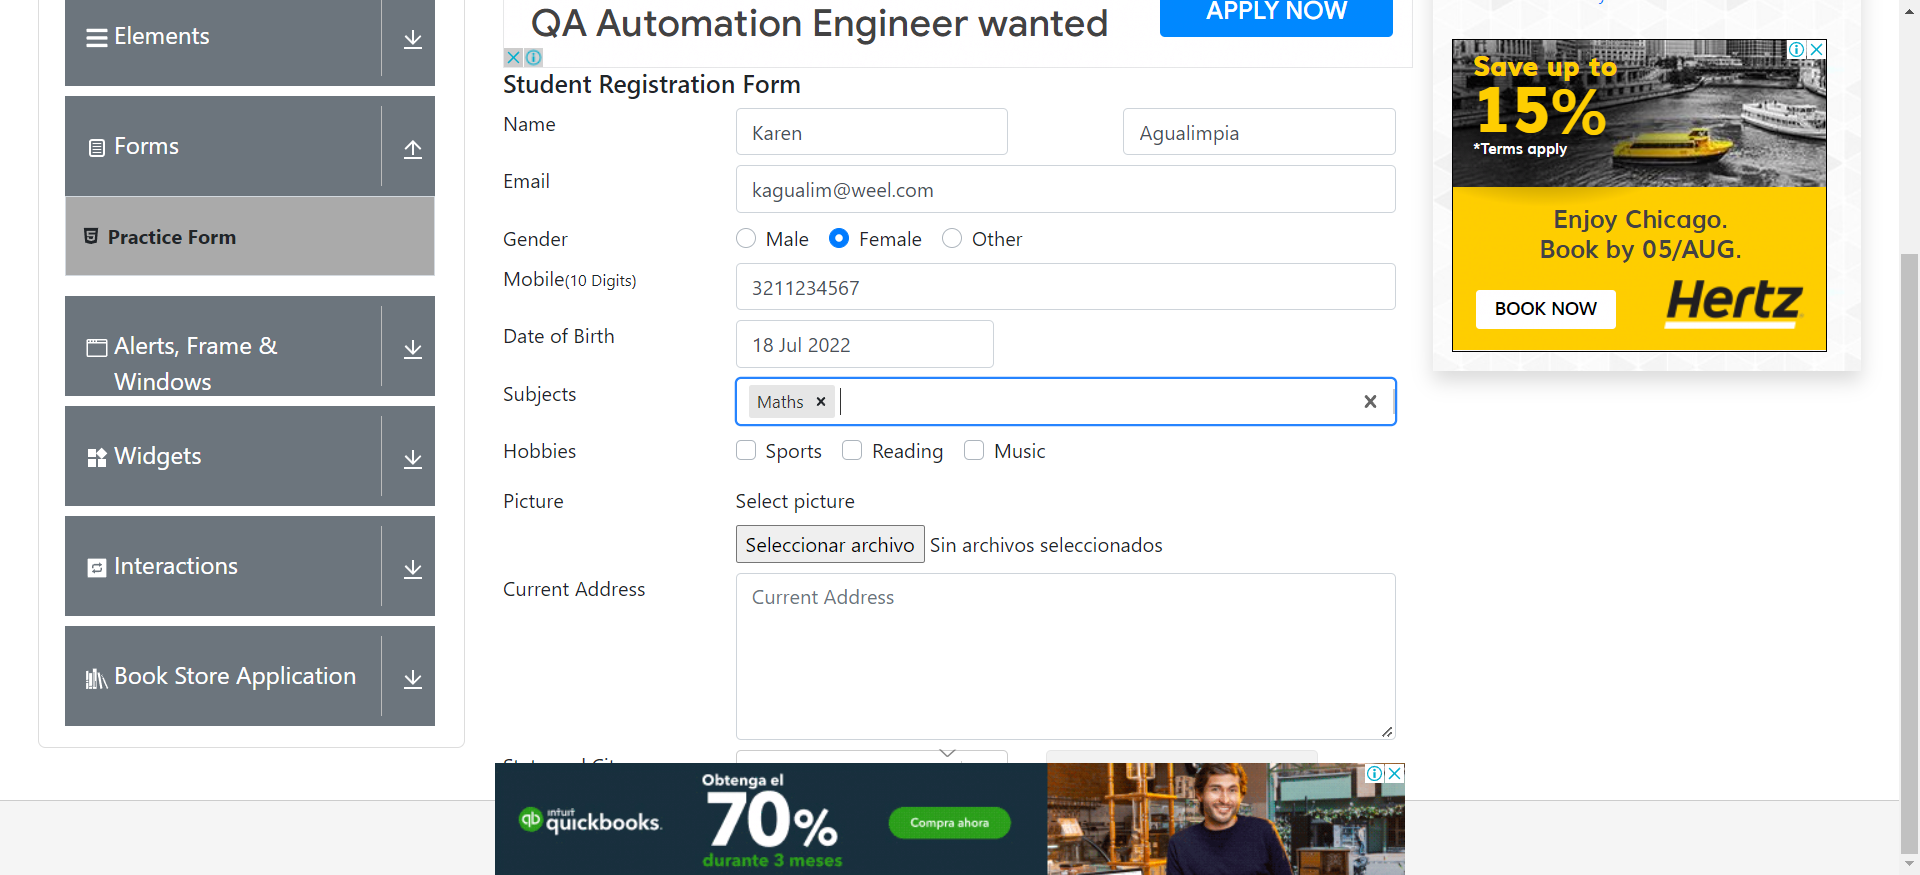 Elements
Forms
Practice Form
Alerts, Frame &
Windows
Widgets
Interactions
Book Store Application
QA Automation Engineer wanted
APPLY NOW
Student Registration Form
Name
Karen
Agualimpia
Email
kagualim@weel.com
Gender
Male
Female
Other
Mobile(10 Digits)
3211234567
Date of Birth
18 Jul 2022
Subjects
Maths
Hobbies
Sports
Reading
Music
Picture
Select picture
Seleccionar archivo Sin archivos seleccionados
Current Address
Current Address
Save up to
15%
*Terms apply
Enjoy Chicago.
Book by 05/AUG.
BOOK NOW
Hertz
intuit
quickbooks.
Obtenga el
70%
durante 3 meses
Compra ahora